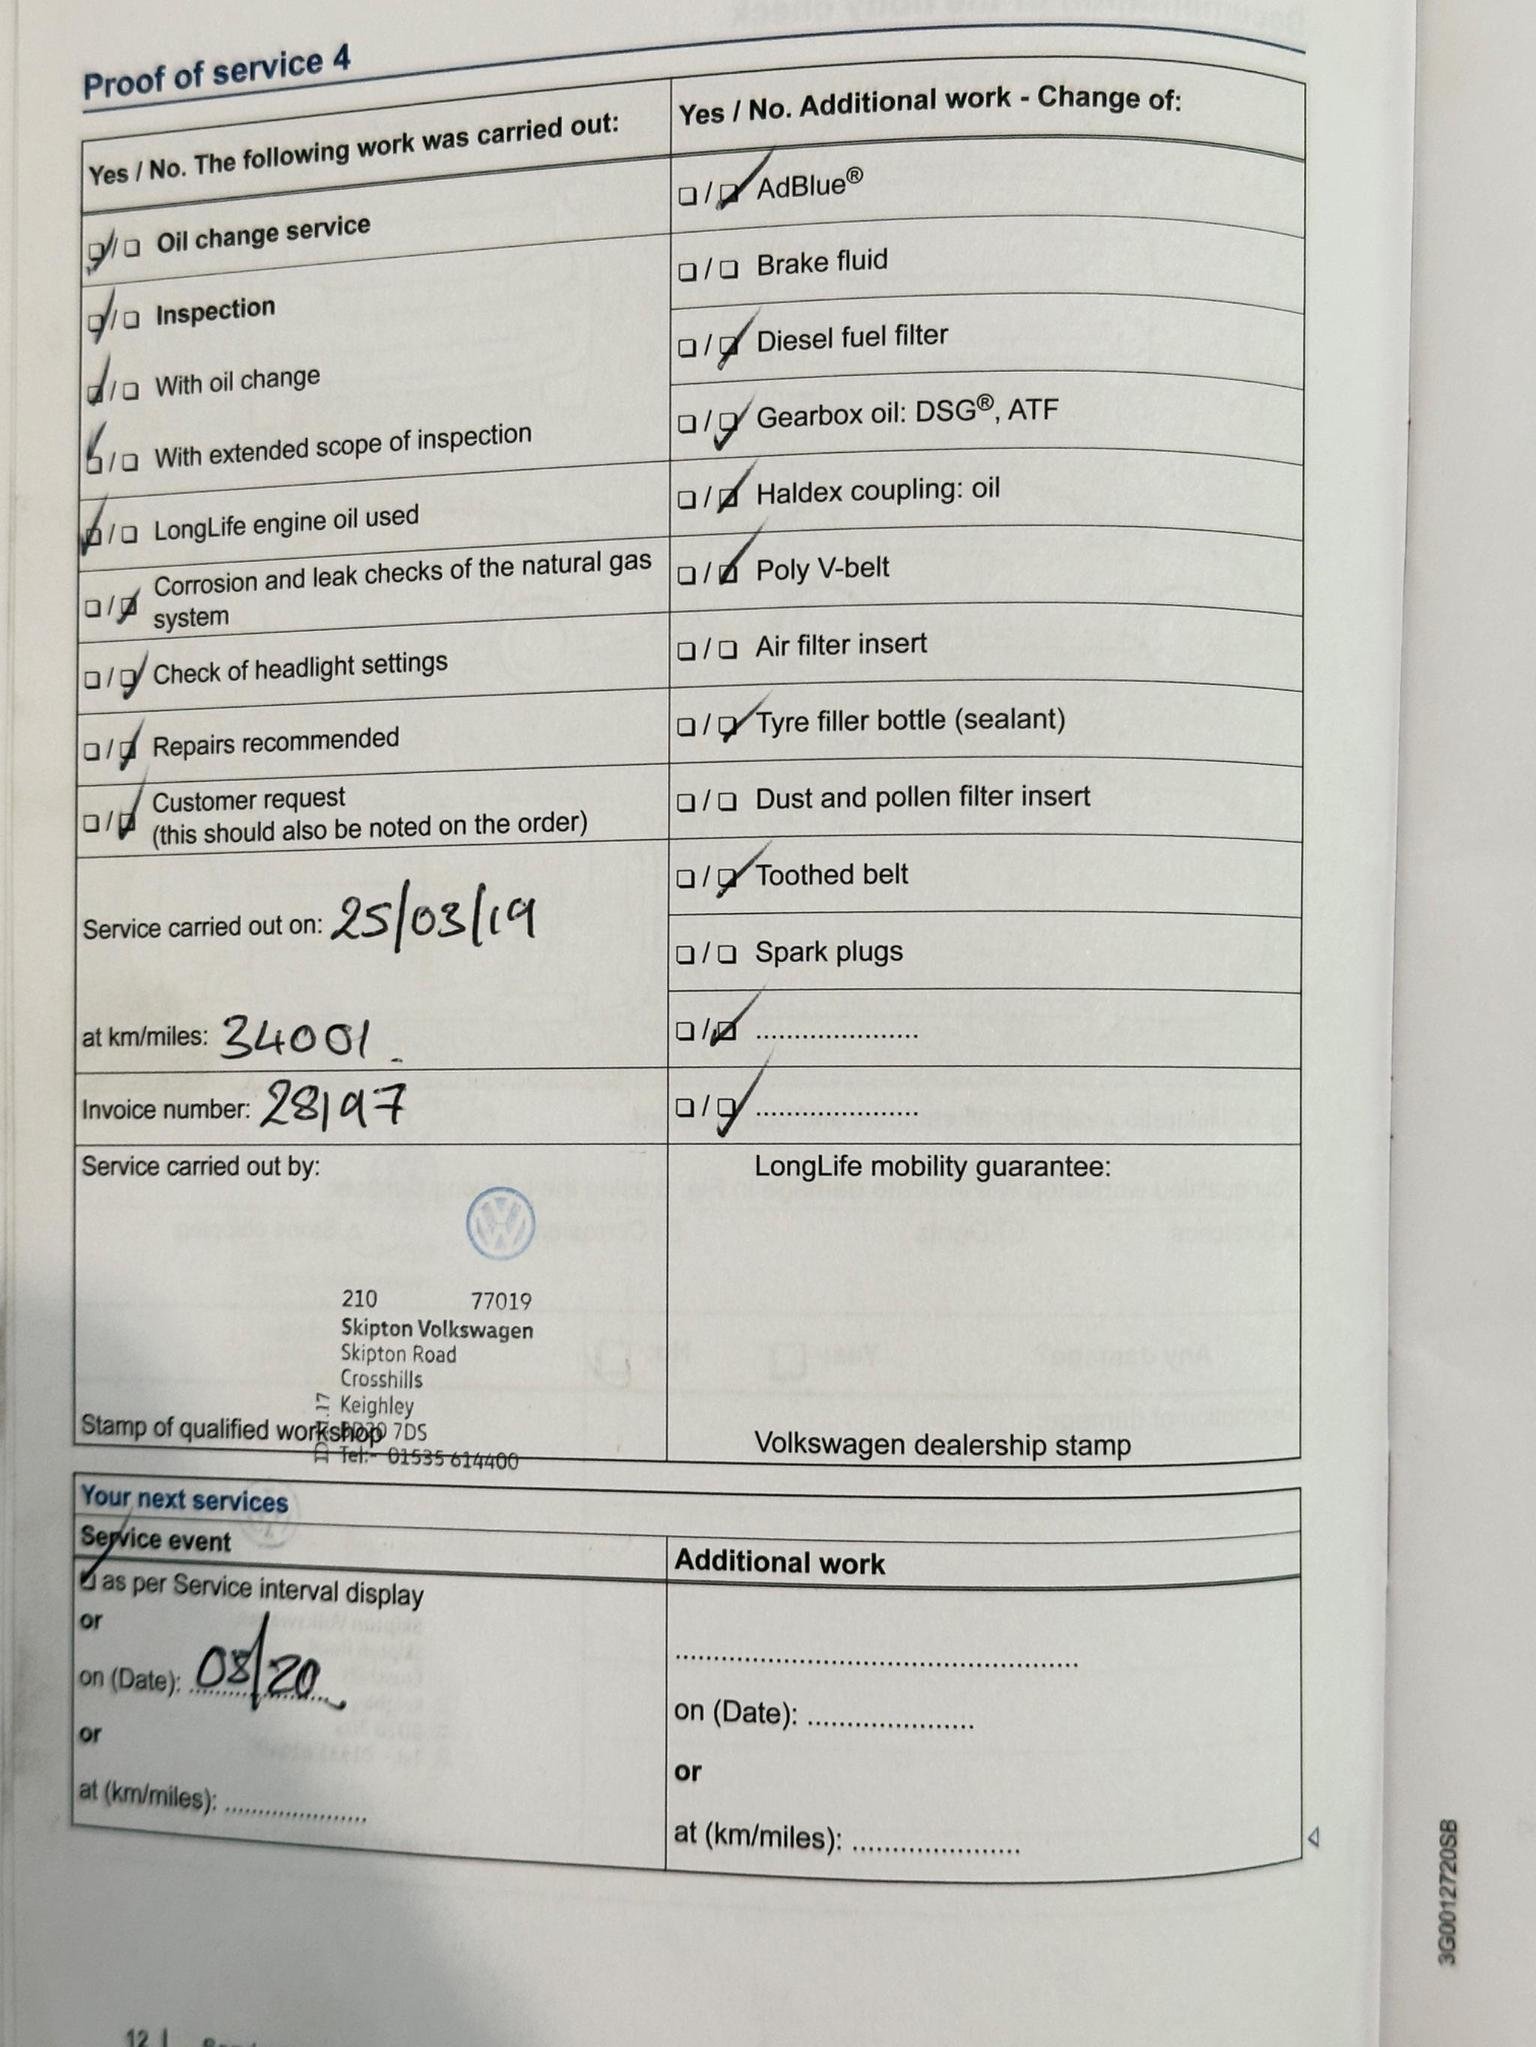 Proof of service 4
Yes / No. The following work was carried out:
Oil change service
Inspection
With oil change
With extended scope of inspection
LongLife engine oil used
Corrosion and leak checks of the natural gas
system
Check of headlight settings
Repairs recommended
Customer request
(this should also be noted on the order)
Service carried out on: 25/03/19
at km/miles: 34001
Invoice number: 28197
Service carried out by:
210 77019
Skipton Volkswagen
Skipton Road
Crosshills
Keighley
7DS
Stamp of qualified workshop
Tel:- 01535 614400
Yes / No. Additional work - Change of:
AdBlue®
Brake fluid
Diesel fuel filter
Gearbox oil: DSG®, ATF
Haldex coupling: oil
Poly V-belt
Air filter insert
Tyre filler bottle (sealant)
Dust and pollen filter insert
Toothed belt
Spark plugs
LongLife mobility guarantee:
Volkswagen dealership stamp
Your next services
Service event
as per Service interval display
or
on (Date): 08/20
or
at (km/miles): ....................
Additional work
on (Date): ....................
or
at (km/miles): ....................
3G0012720SB
12